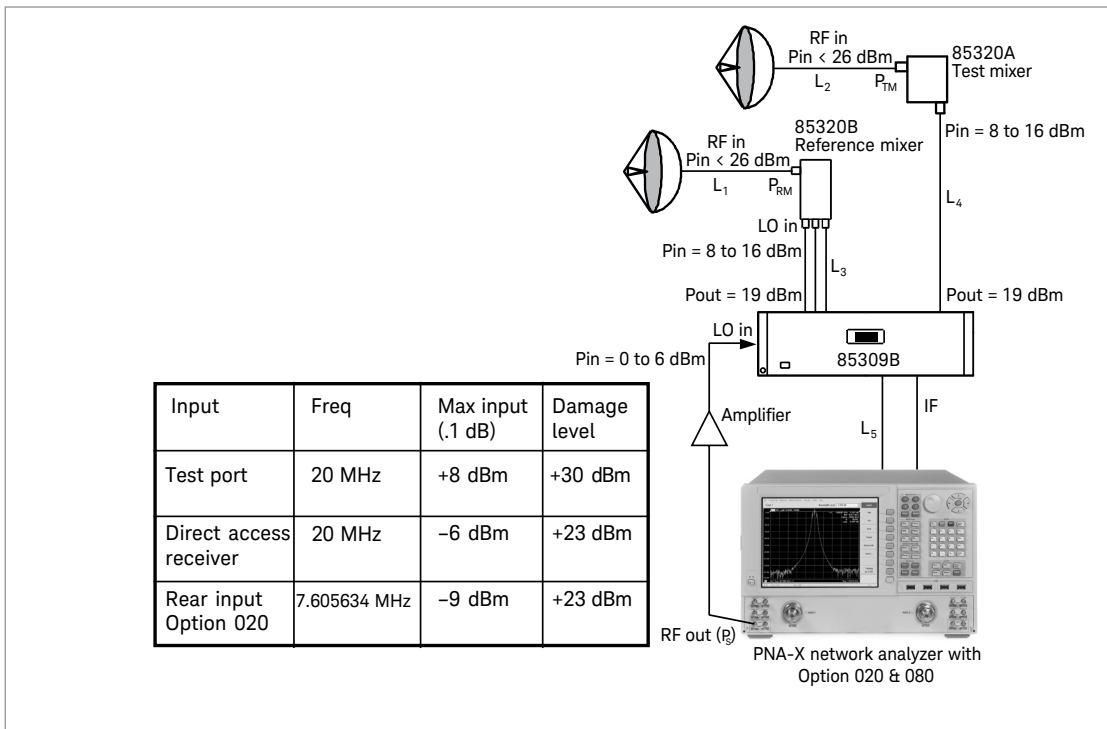 RF in
Pin < 26 dBm
L2
PTM
85320A
Test mixer
Pin = 8 to 16 dBm
85320B
Reference mixer
RF in
Pin < 26 dBm
L1
PRM
LO in
Pin = 8 to 16 dBm
L3
L4
Pout = 19 dBm
Pout = 19 dBm
LO in
85309B
Pin = 0 to 6 dBm
Amplifier
L5
IF
Input Freq Max input (.1 dB) Damage level
Test port 20 MHz +8 dBm +30 dBm
Direct access receiver 20 MHz –6 dBm +23 dBm
Rear input Option 020 7.605634 MHz –9 dBm +23 dBm
RF out (PS)
PNA-X network analyzer with
Option 020 & 080